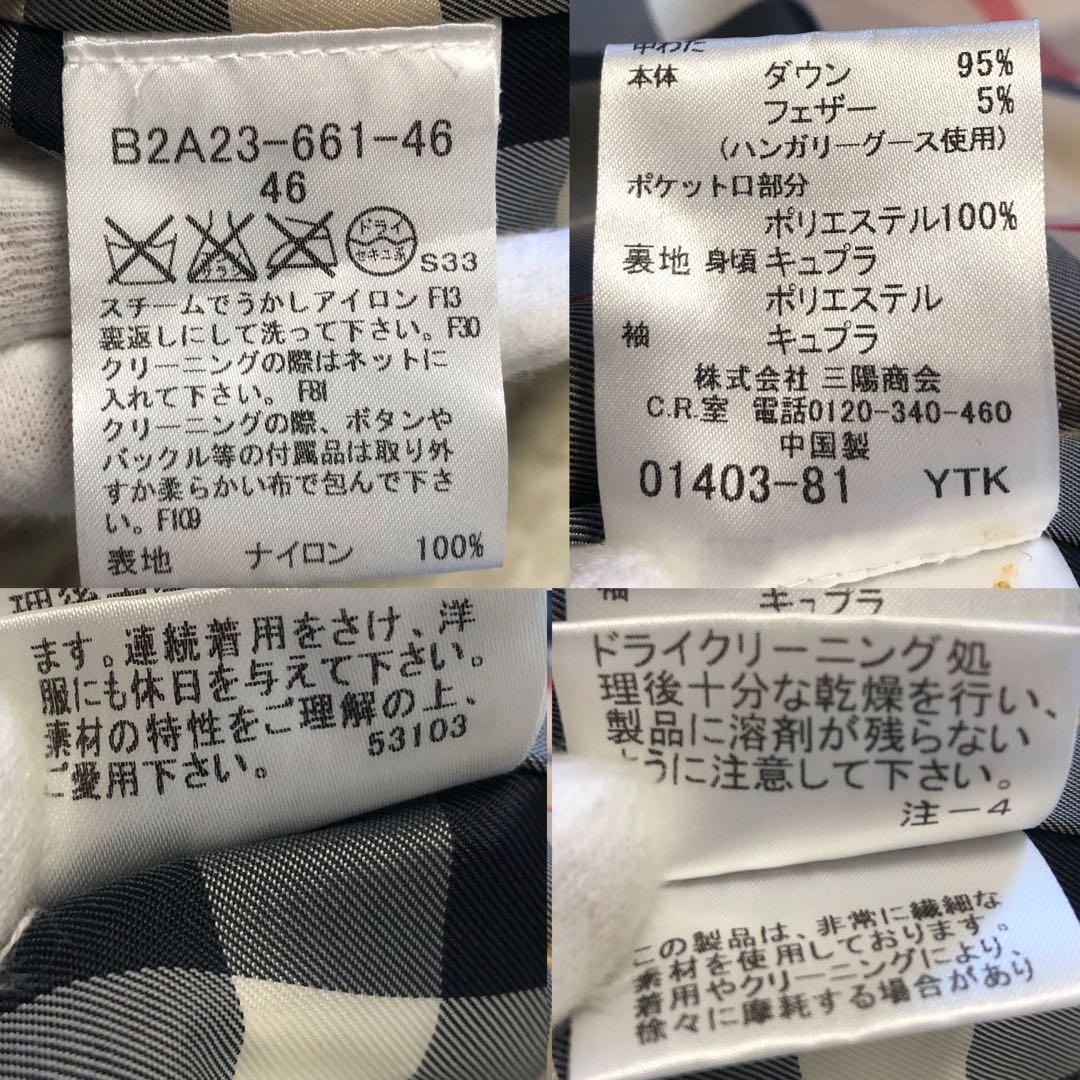 B2A23-661-46
46
ドライ
セキユ系
S33
スチームでうかしアイロン F13
裏返しにして洗って下さい。F30
クリーニングの際はネットに
入れて下さい。 F81
クリーニングの際、ボタンや
バックル等の付属品は取り外
すか柔らかい布で包んで下さ
い。F109
表地 ナイロン 100%
中わた
本体 ダウン 95%
フェザー 5%
(ハンガリーグース使用)
ポケット口部分
ポリエステル100%
裏地 身頃 キュプラ
ポリエステル
袖 キュプラ
株式会社 三陽商会
C.R.室 電話0120-340-460
中国製
01403-81 YTK
ます。連続着用をさけ、洋
服にも休日を与えて下さい。
素材の特性をご理解の上、
ご愛用下さい。 53103
袖 キュプラ
ドライクリーニング処
理後十分な乾燥を行い、
製品に溶剤が残らない
ように注意して下さい。
注-4
この製品は、非常に繊細な
素材を使用しております。
着用やクリーニングにより、
徐々に摩耗する場合があり